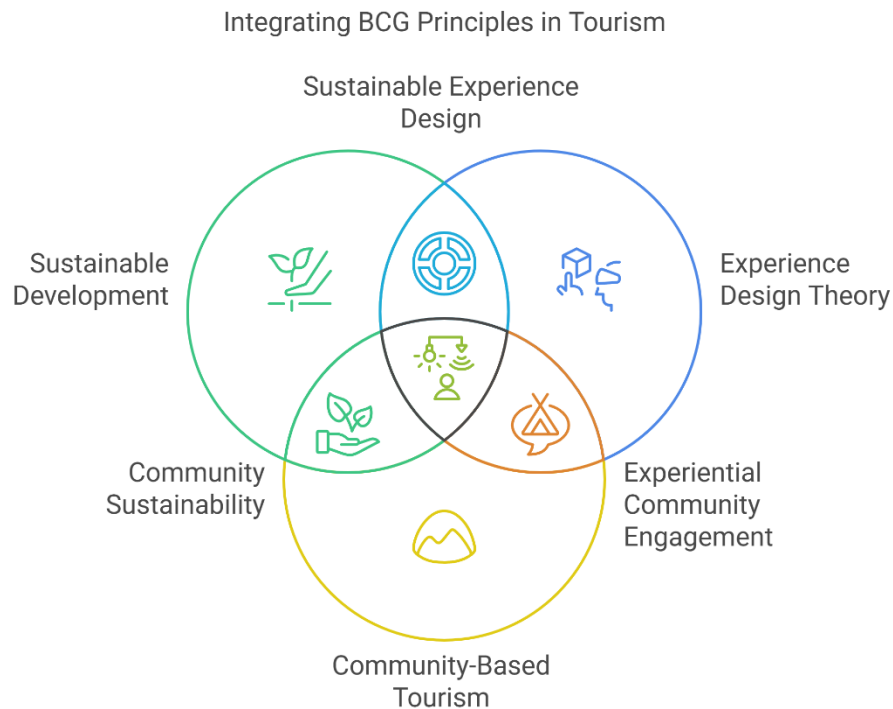 Integrating BCG Principles in Tourism
Sustainable Experience
Design
Sustainable
Development
Experience
Design Theory
Community
Sustainability
Experiential
Community
Engagement
Community-Based
Tourism